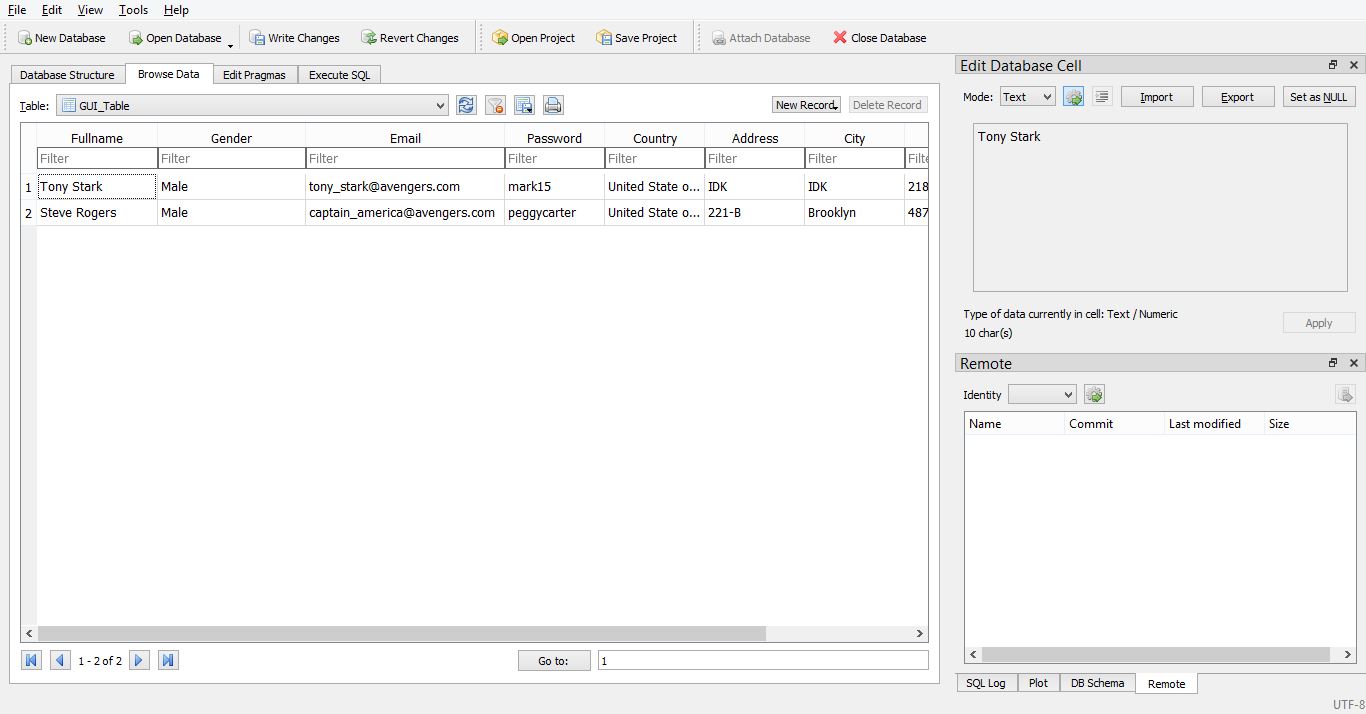 File Edit View Tools Help
New Database Open Database Write Changes Revert Changes Open Project Save Project Attach Database Close Database
Database Structure Browse Data Edit Pragmas Execute SQL
Table: GUI_Table New Record Delete Record
Fullname Gender Email Password Country Address City
Filter Filter Filter Filter Filter Filter Filter Filte
1 Tony Stark Male tony_stark@avengers.com mark15 United State o... IDK IDK 218
2 Steve Rogers Male captain_america@avengers.com peggycarter United State o... 221-B Brooklyn 487
1 - 2 of 2 Go to: 1
Edit Database Cell
Mode: Text Import Export Set as NULL
Tony Stark
Type of data currently in cell: Text / Numeric
10 char(s)
Apply
Remote
Identity
Name Commit Last modified Size
SQL Log Plot DB Schema Remote
UTF-8